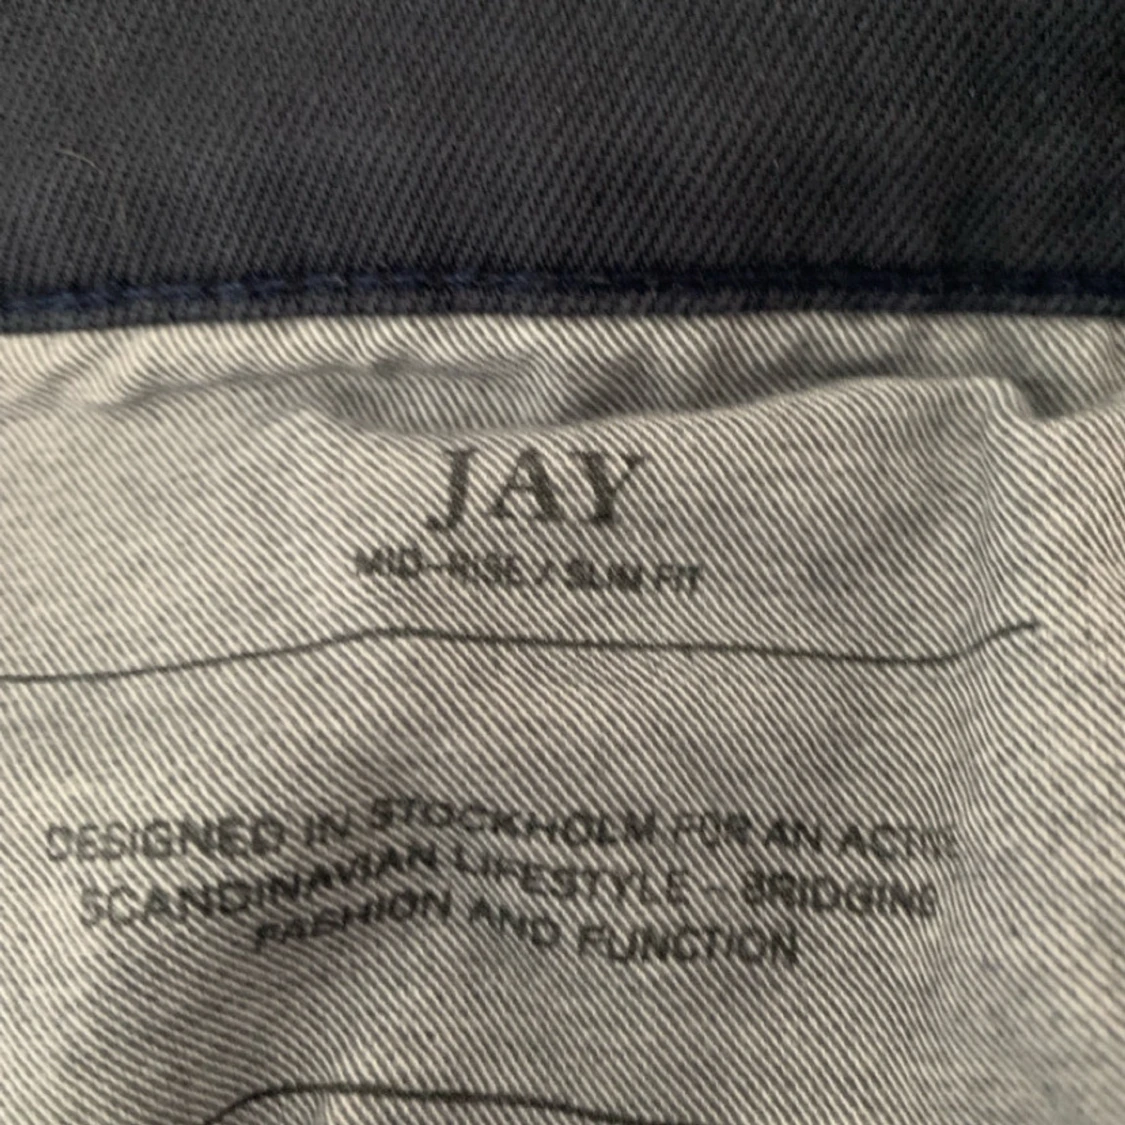 JAY
MID-RISE / SLIM FIT
DESIGNED IN STOCKHOLM FOR AN ACTIVE
SCANDINAVIAN LIFESTYLE - BRIDGING
FASHION AND FUNCTION